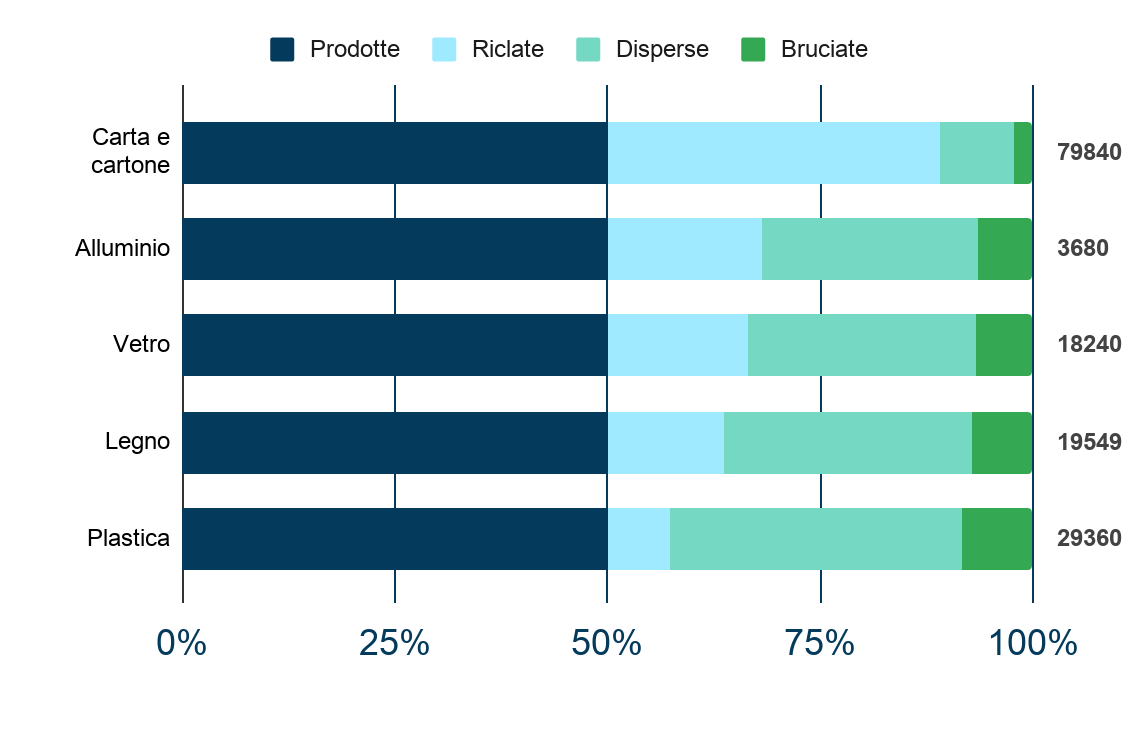 Prodotte Riclate Disperse Bruciate
Carta e
cartone
79840
Alluminio 3680
Vetro 18240
Legno 19549
Plastica 29360
0% 25% 50% 75% 100%